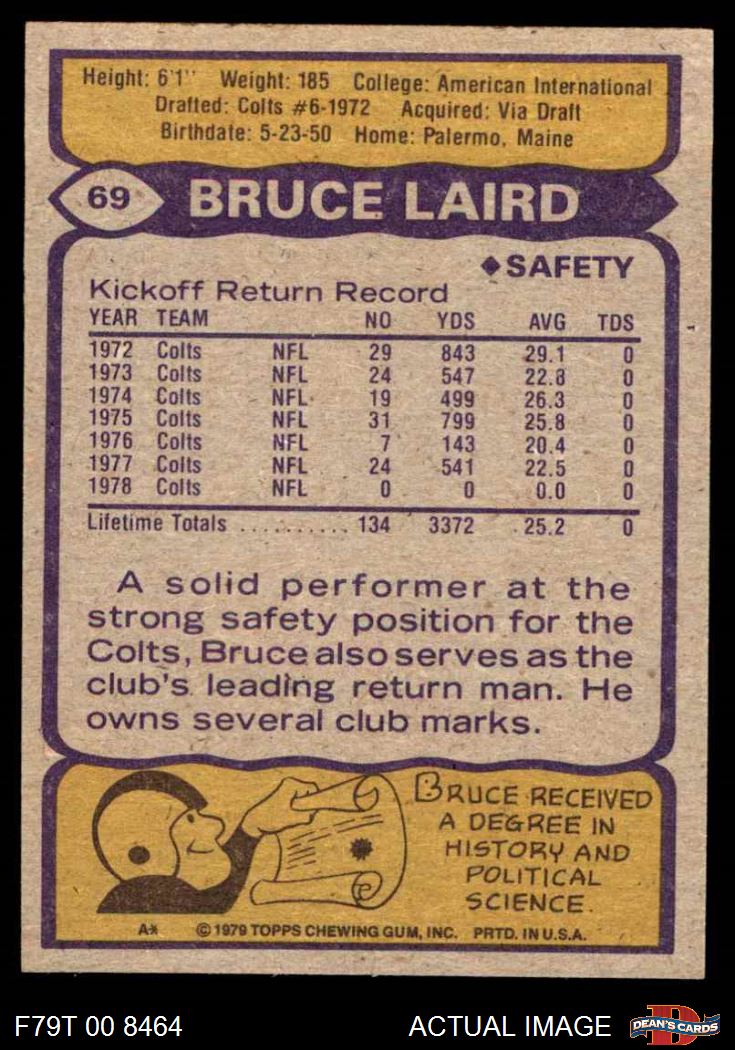 Height: 6'1'' Weight: 185 College: American International
Drafted: Colts #6-1972 Acquired: Via Draft
Birthdate: 5-23-50 Home: Palermo, Maine
69 BRUCE LAIRD
◆SAFETY
Kickoff Return Record
YEAR TEAM NO YDS AVG TDS
1972 Colts NFL 29 843 29.1 0
1973 Colts NFL 24 547 22.8 0
1974 Colts NFL 19 499 26.3 0
1975 Colts NFL 31 799 25.8 0
1976 Colts NFL 7 143 20.4 0
1977 Colts NFL 24 541 22.5 0
1978 Colts NFL 0 0 0.0 0
Lifetime Totals .......... 134 3372 25.2 0
A solid performer at the
strong safety position for the
Colts, Bruce also serves as the
club's leading return man. He
owns several club marks.
BRUCE RECEIVED
A DEGREE IN
HISTORY AND
POLITICAL
SCIENCE.
A* © 1979 TOPPS CHEWING GUM, INC. PRTD. IN U.S.A.
F79T 00 8464 ACTUAL IMAGE DEAN'S CARDS